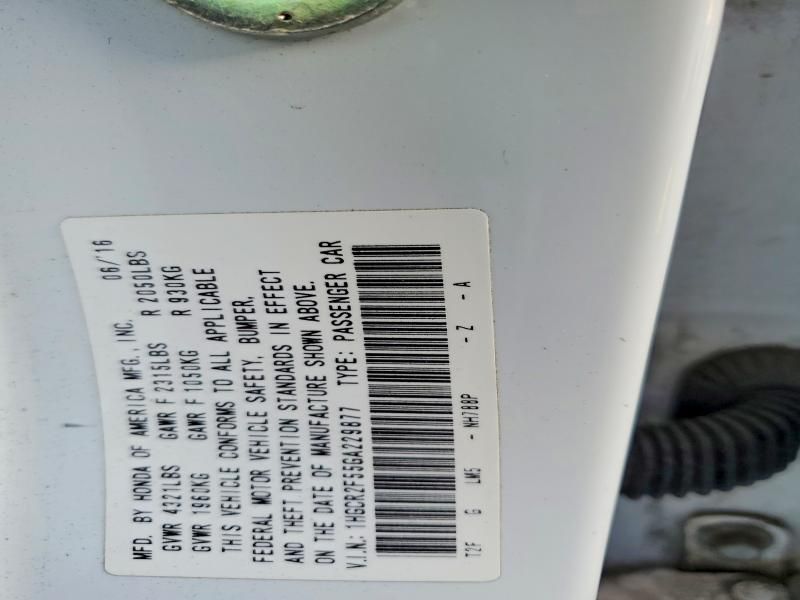 MFD. BY HONDA OF AMERICA MFG., INC. 06/'16
GVWR 4321LBS GAWR F 2315LBS R 2050LBS
GVWR 1960KG GAWR F 1050KG R 930KG
THIS VEHICLE CONFORMS TO ALL APPLICABLE
FEDERAL MOTOR VEHICLE SAFETY, BUMPER,
AND THEFT PREVENTION STANDARDS IN EFFECT
ON THE DATE OF MANUFACTURE SHOWN ABOVE.
V.I.N.: 1HGCR2F55GA229877 TYPE: PASSENGER CAR
T2F G LM5 - NH788P - Z - A